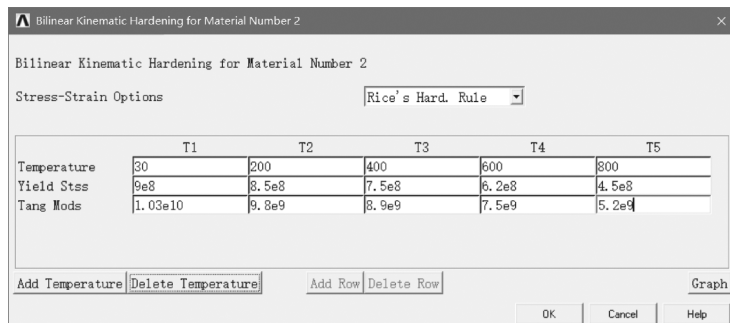 Bilinear Kinematic Hardening for Material Number 2
Bilinear Kinematic Hardening for Material Number 2
Stress-Strain Options Rice's Hard. Rule
T1 T2 T3 T4 T5
Temperature 30 200 400 600 800
Yield Stss 9e8 8.5e8 7.5e8 6.2e8 4.5e8
Tang Mods 1.03e10 9.8e9 8.9e9 7.5e9 5.2e9
Add Temperature Delete Temperature Add Row Delete Row Graph
OK Cancel Help